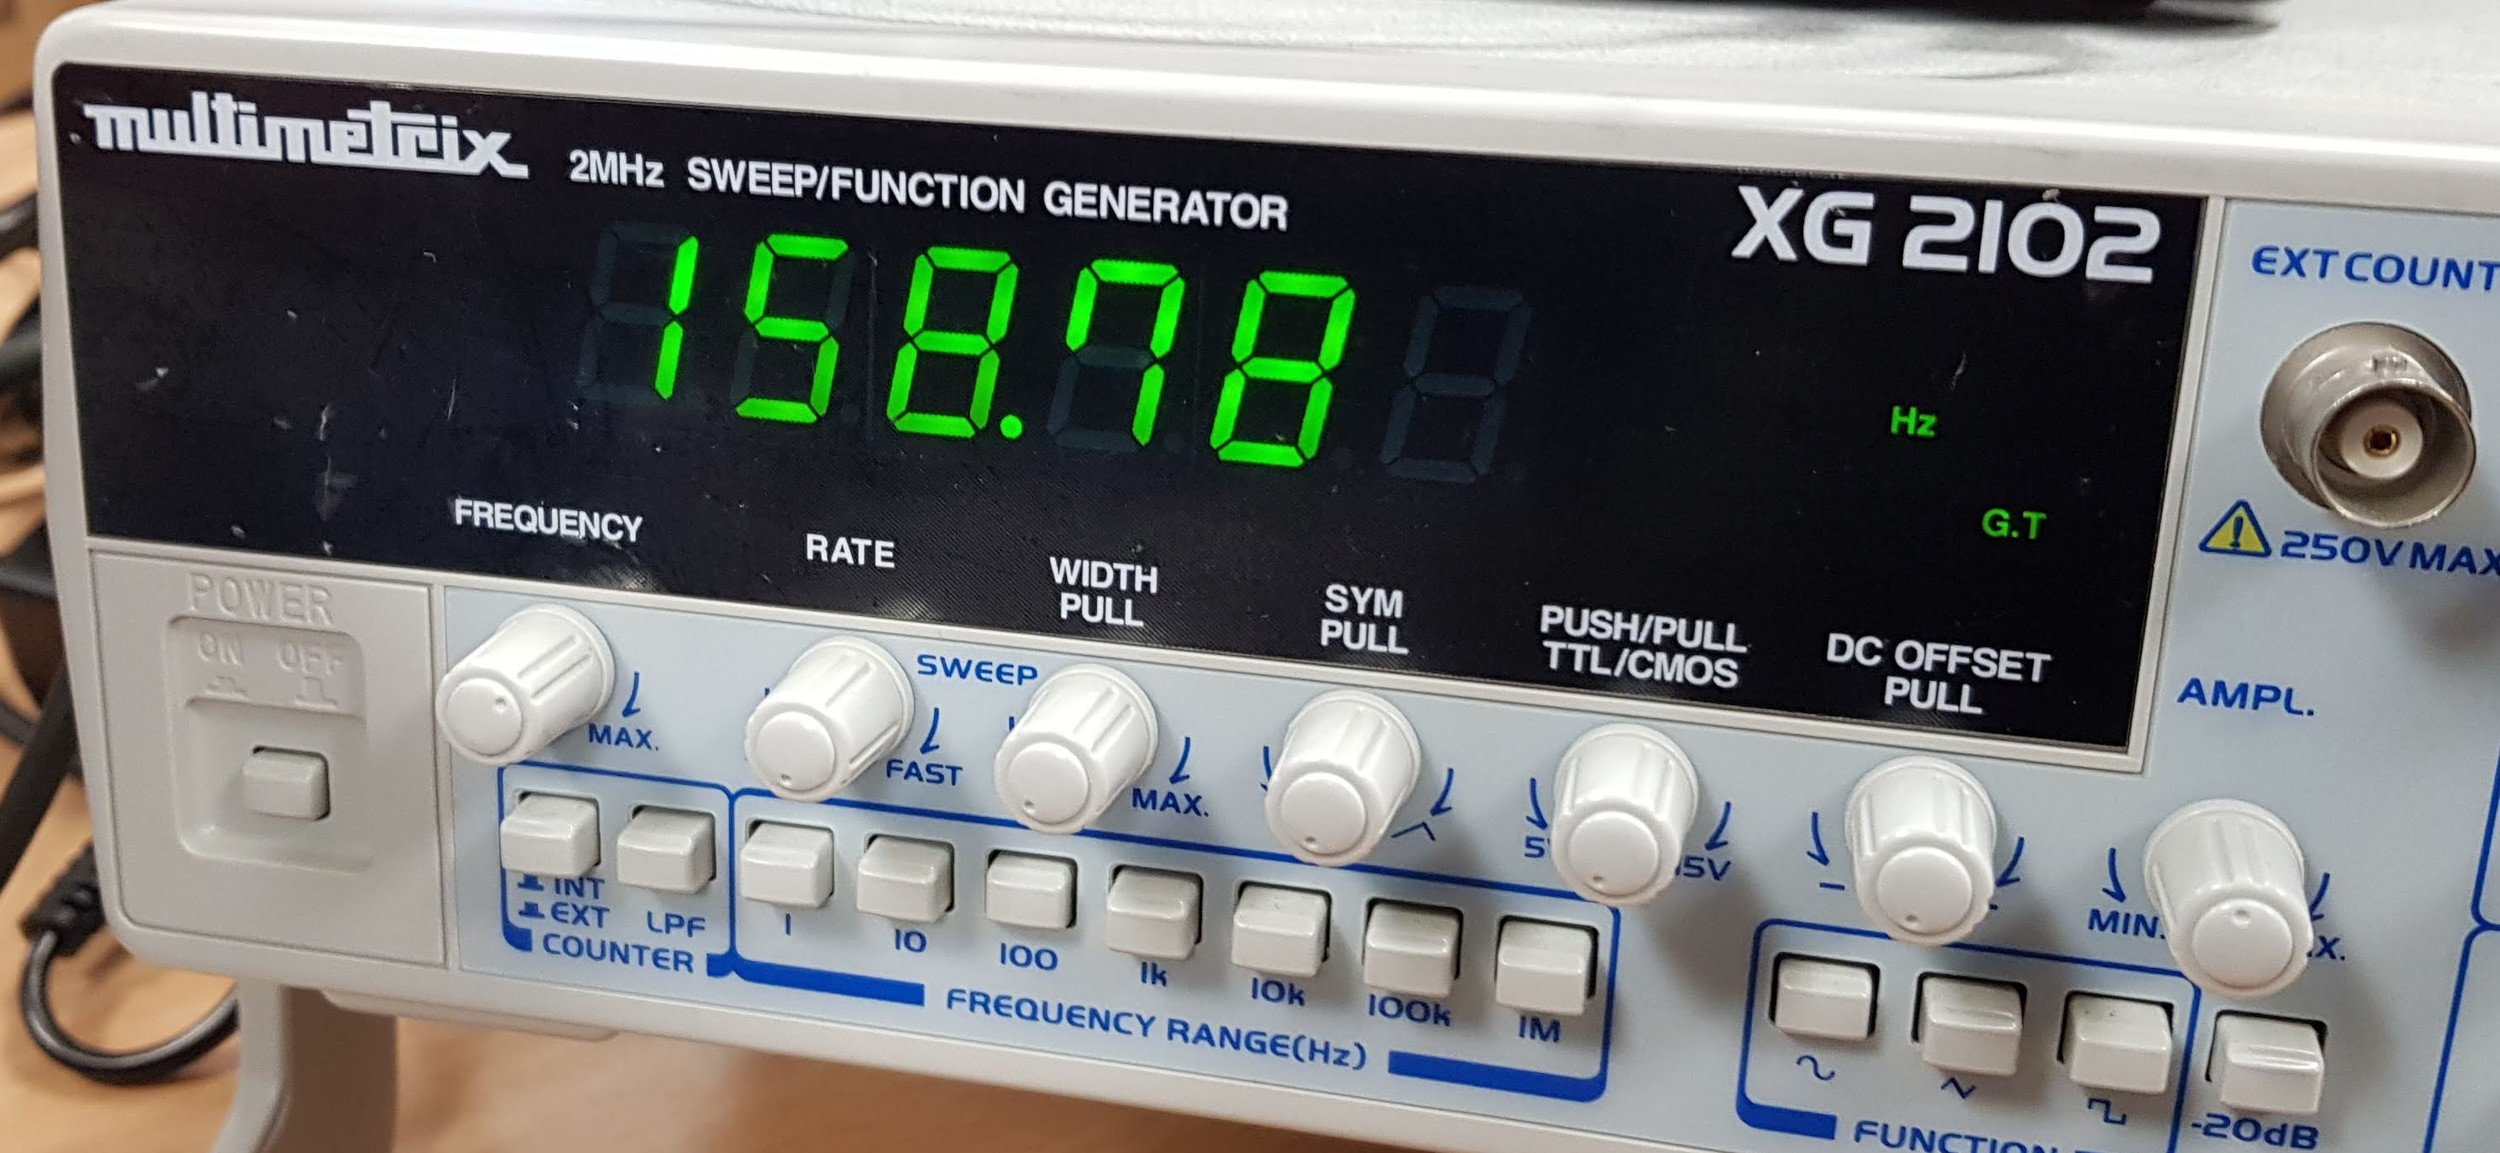 multimetrix
2MHz SWEEP/FUNCTION GENERATOR
XG 2102
158.78
Hz
G.T
EXT COUNT
250V MAX
FREQUENCY
RATE
WIDTH
PULL
SYM
PULL
PUSH/PULL
TTL/CMOS
DC OFFSET
PULL
AMPL.
POWER
ON OFF
SWEEP
MAX.
FAST
MAX.
MIN.
INT
EXT
LPF
COUNTER
1
10
100
1k
10k
100k
1M
FREQUENCY RANGE(Hz)
-20dB